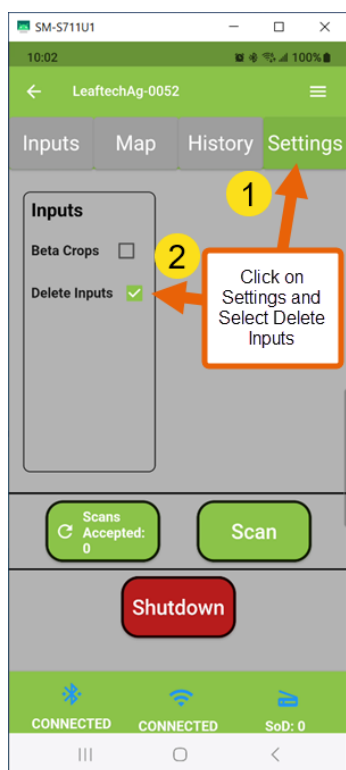 SM-S711U1
10:02
100%
LeaftechAg-0052
Inputs Map History Settings
1
Inputs
Beta Crops
2
Delete Inputs
Click on
Settings and
Select Delete
Inputs
Scans
Accepted:
0
Scan
Shutdown
CONNECTED CONNECTED SoD: 0